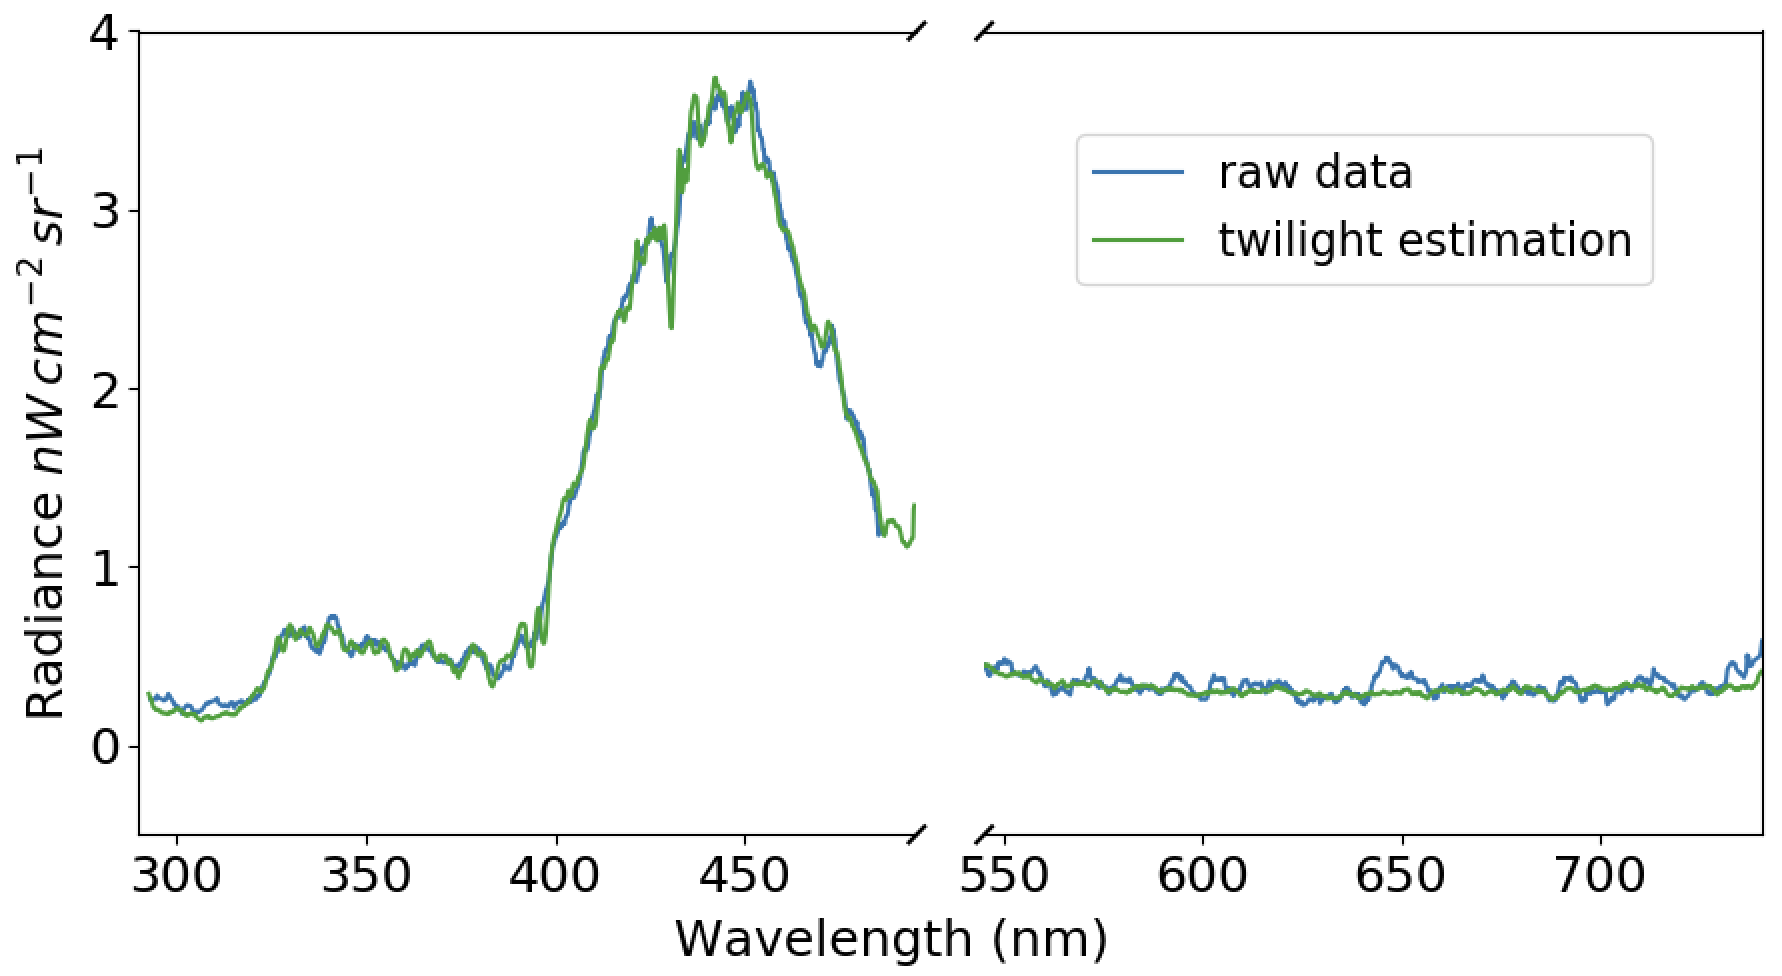 4
3
2
1
0
Radiance nW cm⁻² sr⁻¹
raw data
twilight estimation
300 350 400 450 550 600 650 700
Wavelength (nm)